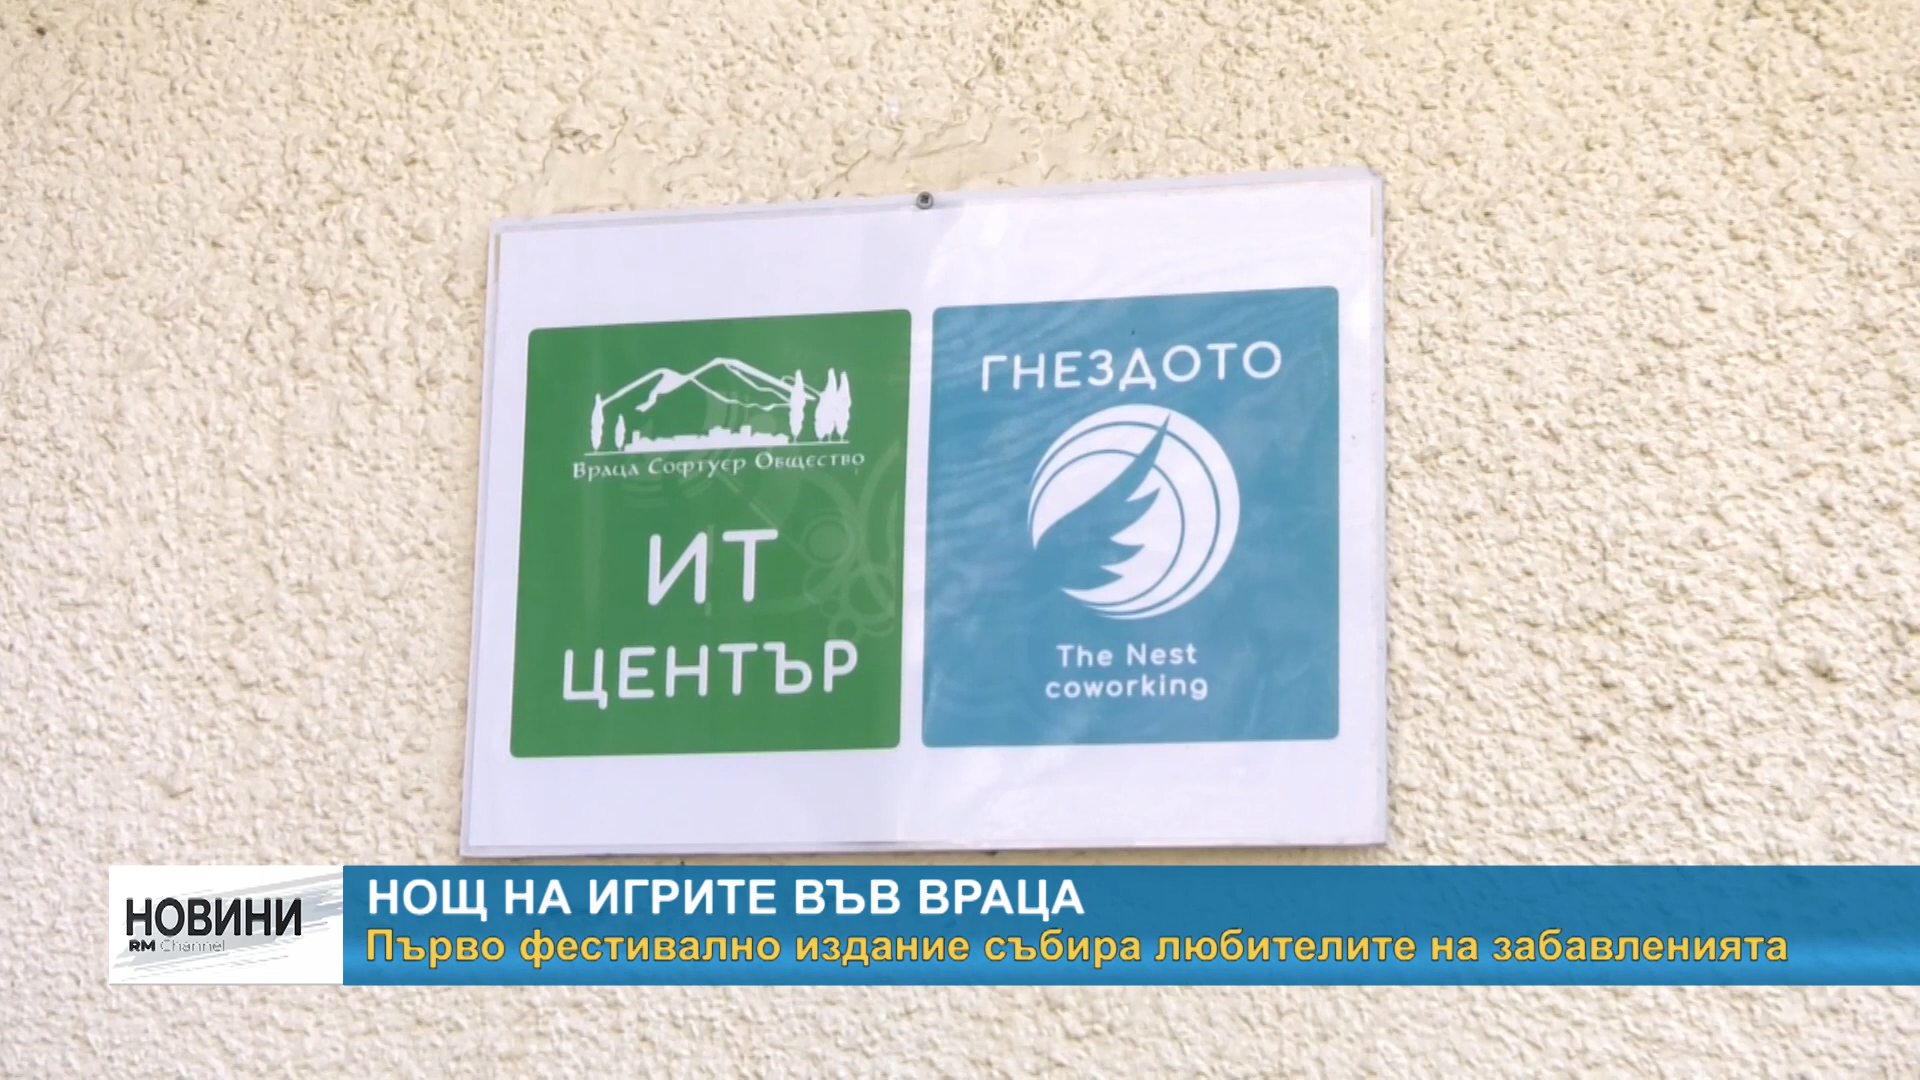 Враца Софтуер Общество
ИТ
ЦЕНТЪР
ГНЕЗДОТО
The Nest
coworking
НОВИНИ
RM Channel
НОЩ НА ИГРИТЕ ВЪВ ВРАЦА
Първо фестивално издание събира любителите на забавленията